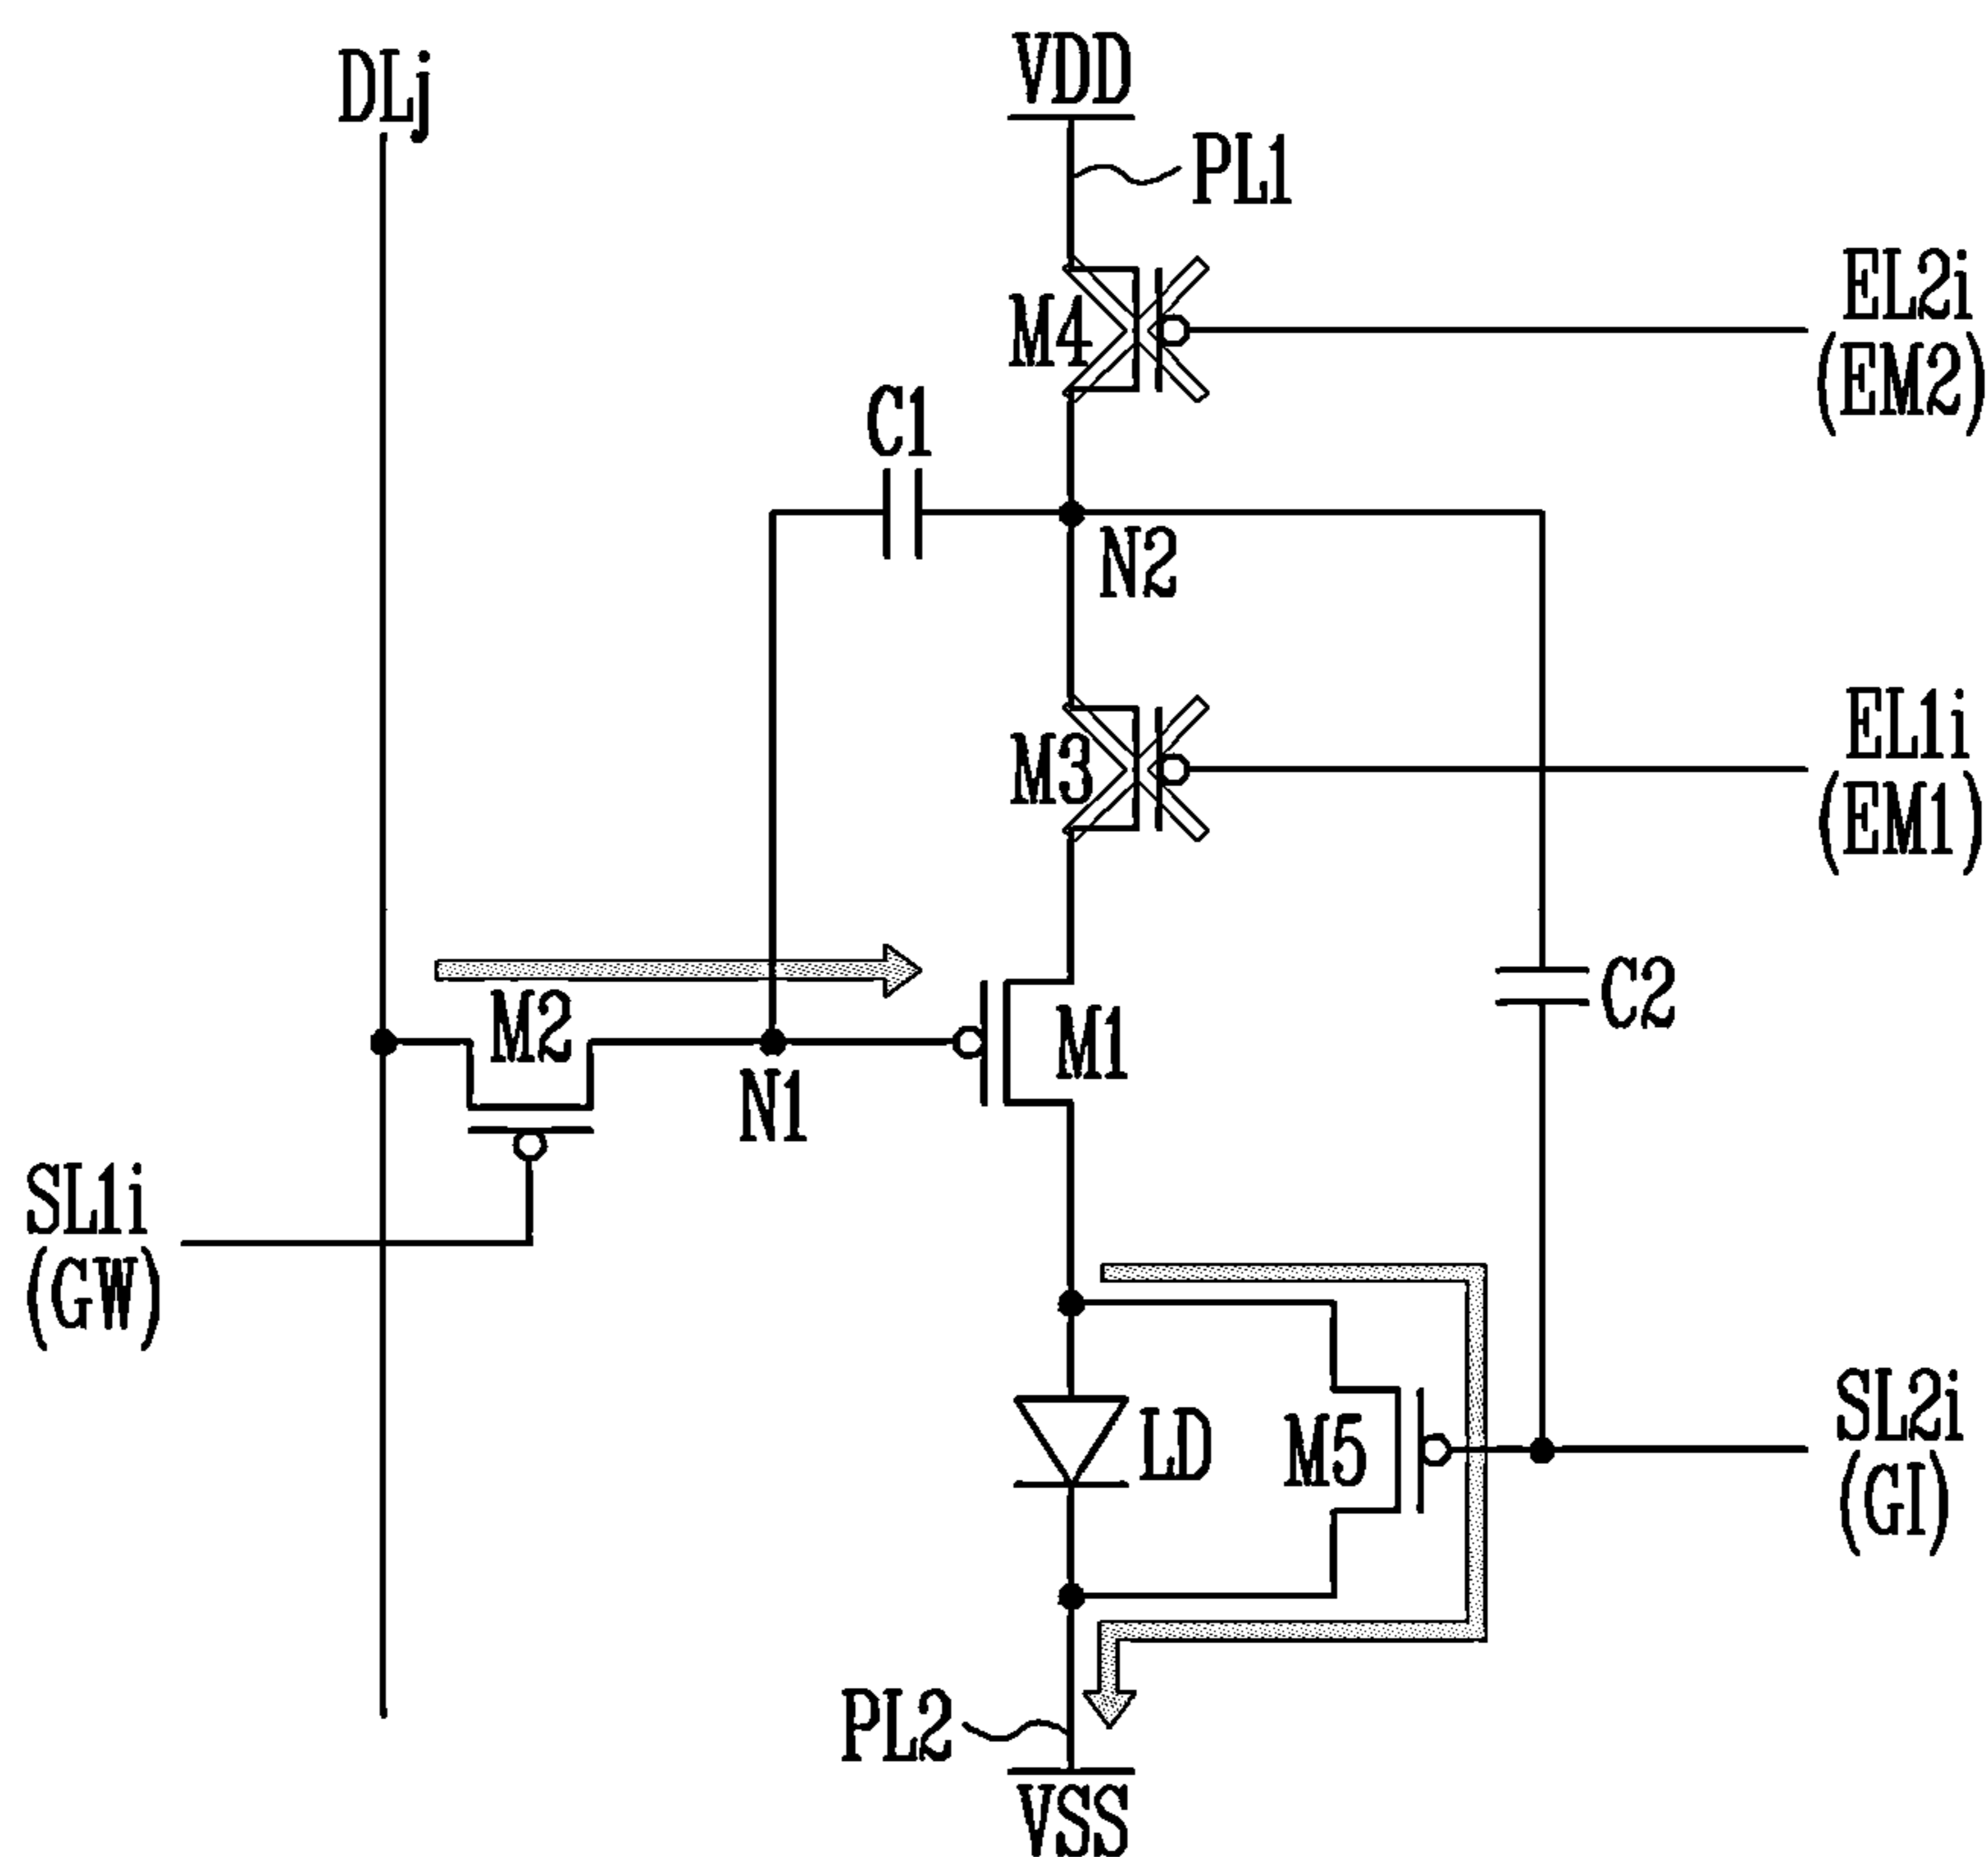 DLj
VDD
PL1
EL2i
(EM2)
M4
C1
N2
EL1i
(EM1)
M3
C2
M2
M1
N1
SL1i
(GW)
SL2i
(GI)
LD
M5
PL2
VSS